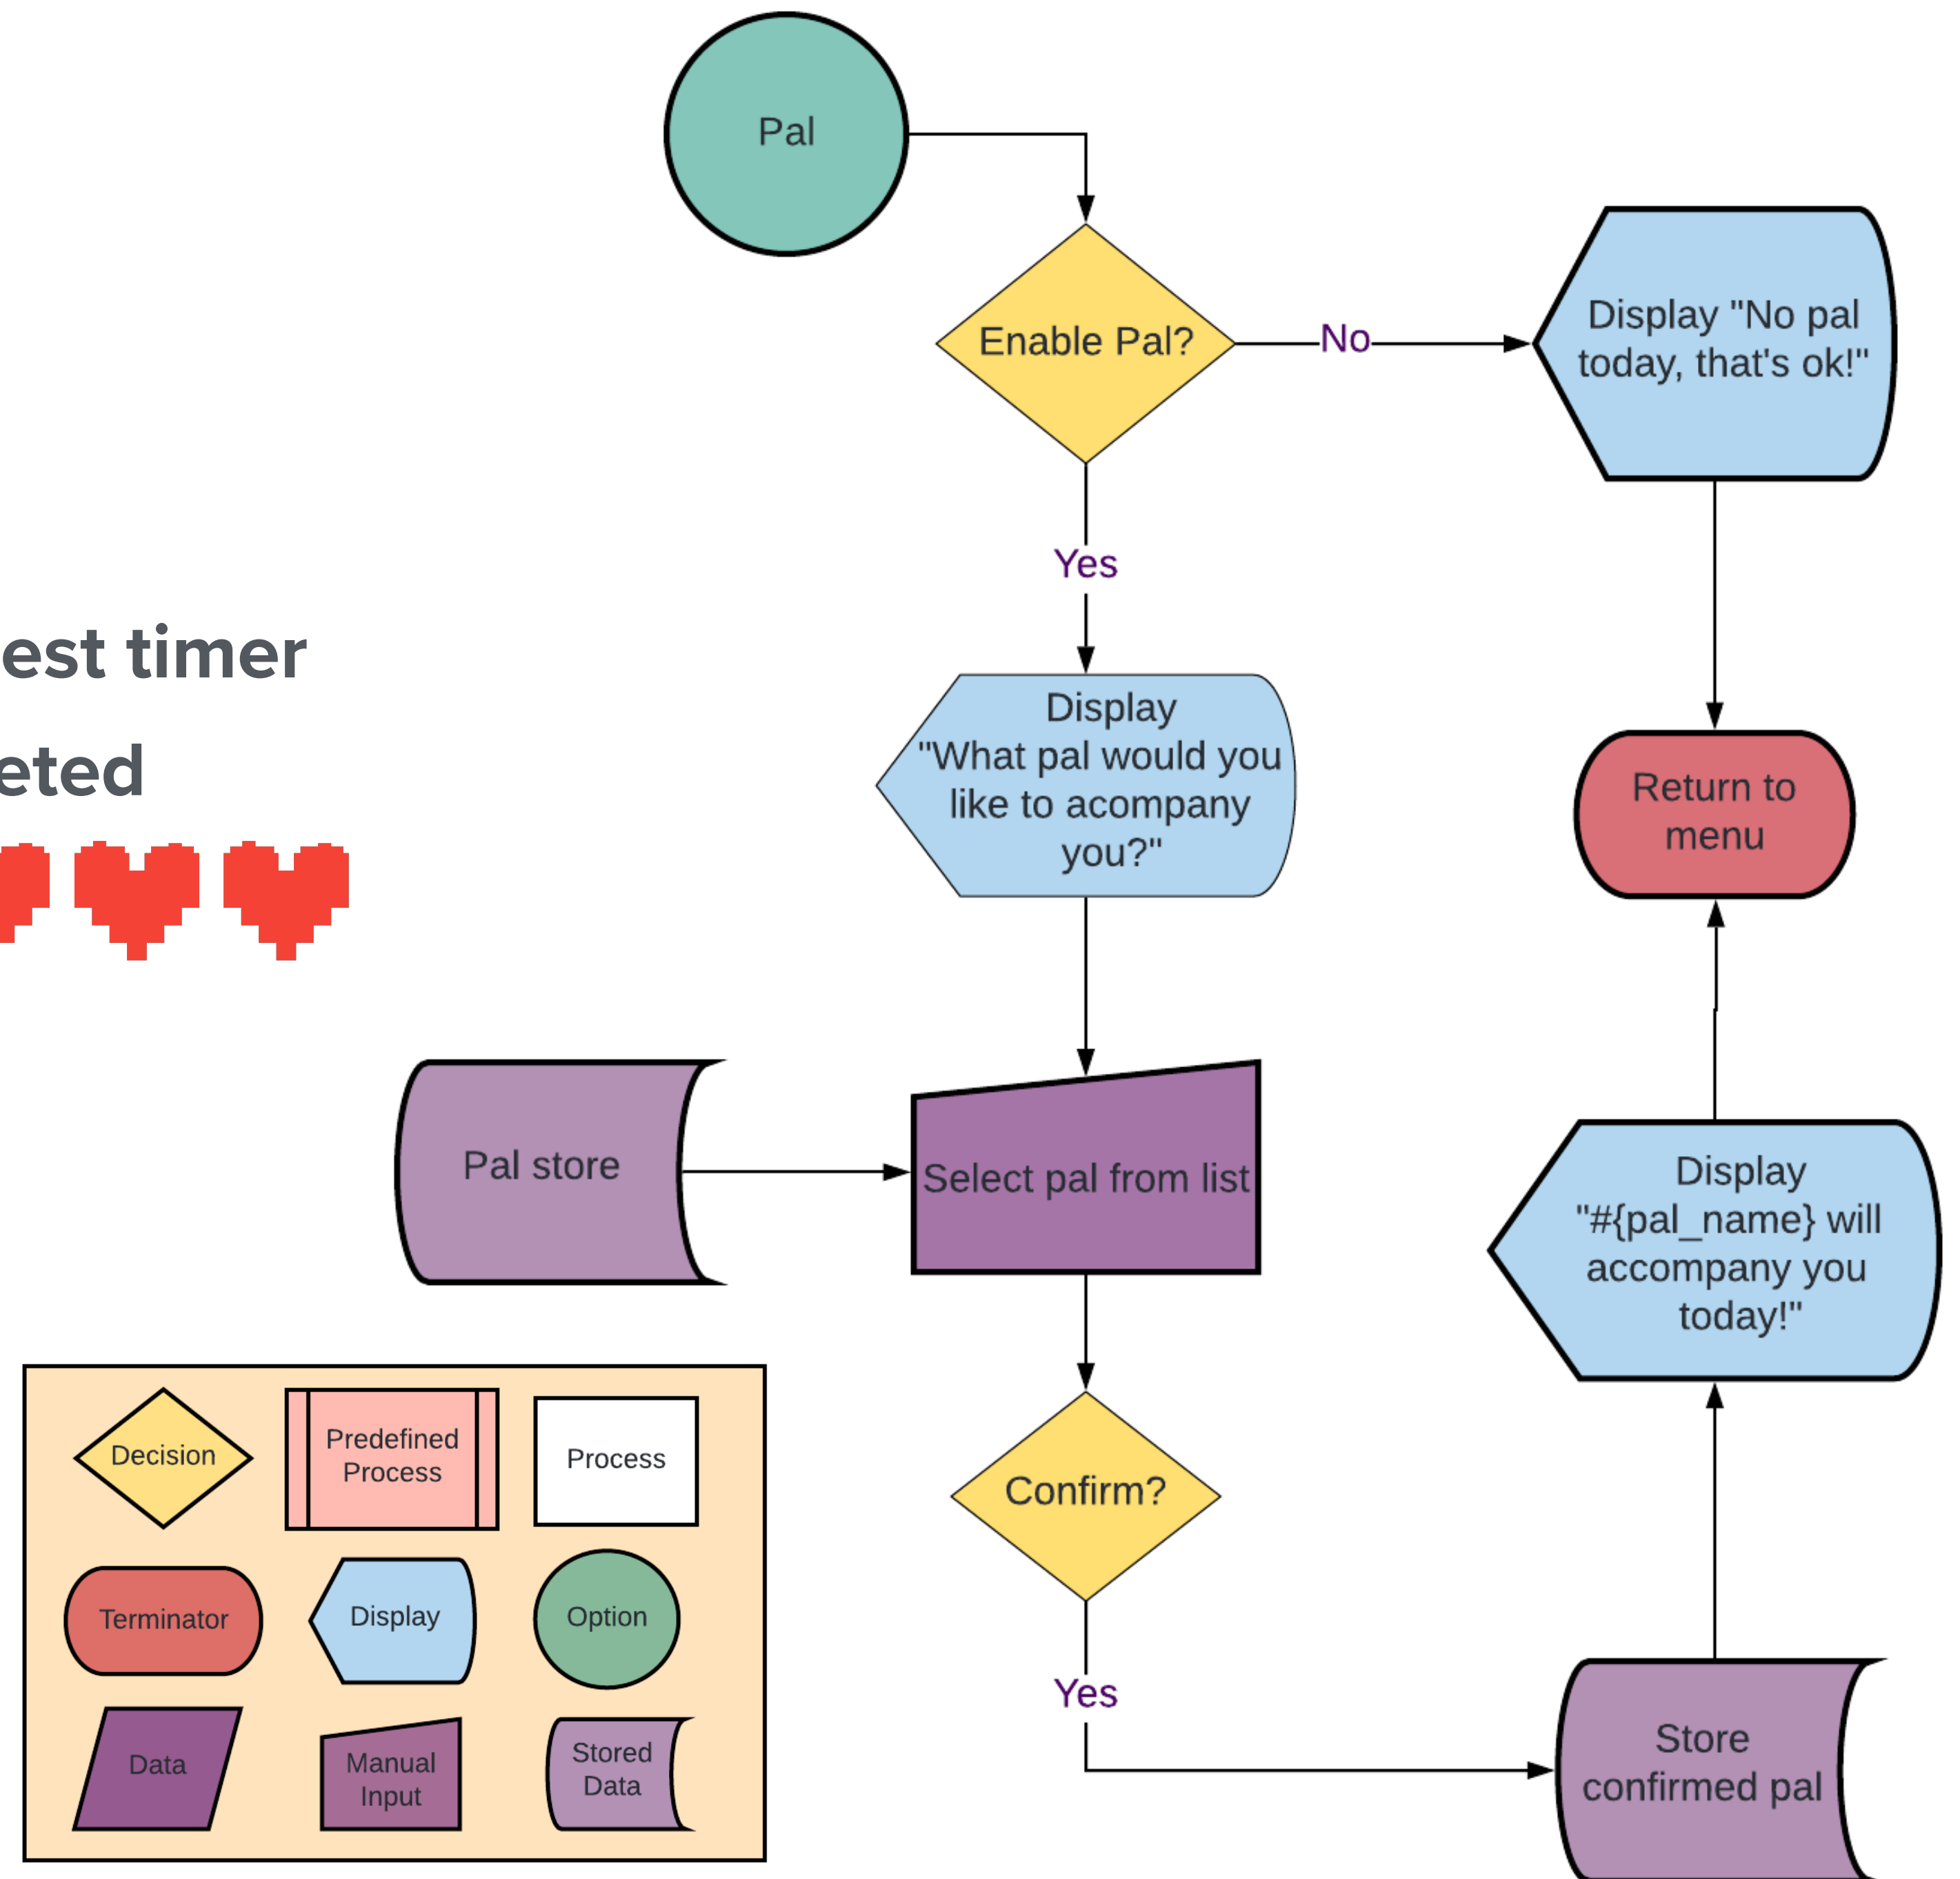 Pal
Enable Pal?
No
Display "No pal
today, that's ok!"
Yes
est timer
eted
Display
"What pal would you
like to acompany
you?"
Return to
menu
Pal store
Select pal from list
Display
"#{pal_name} will
accompany you
today!"
Confirm?
Yes
Store
confirmed pal
Decision
Predefined
Process
Process
Terminator
Display
Option
Data
Manual
Input
Stored
Data